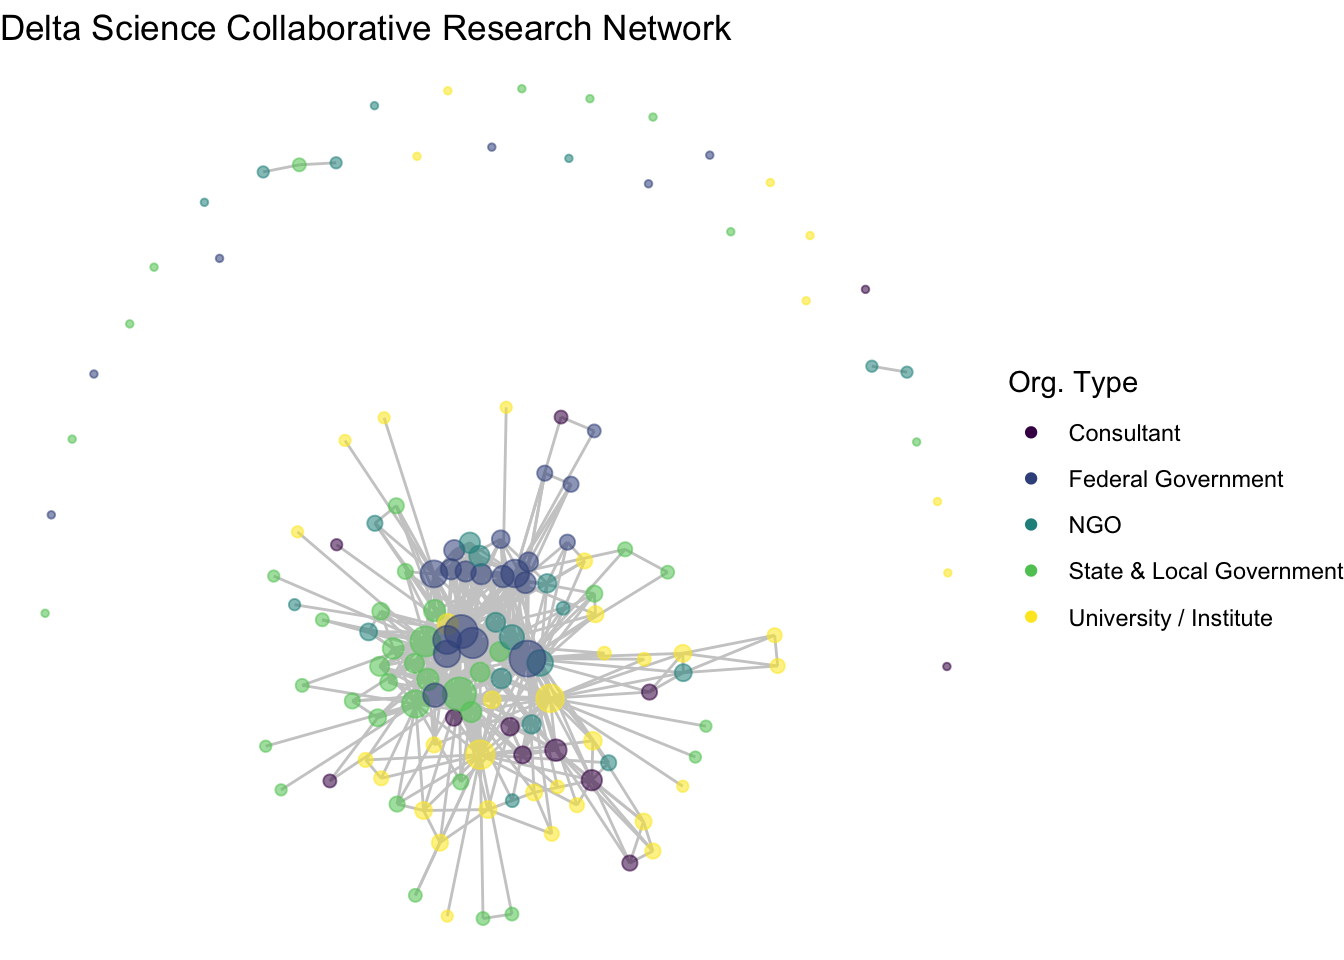 Delta Science Collaborative Research Network
Org. Type
Consultant
Federal Government
NGO
State & Local Government
University / Institute